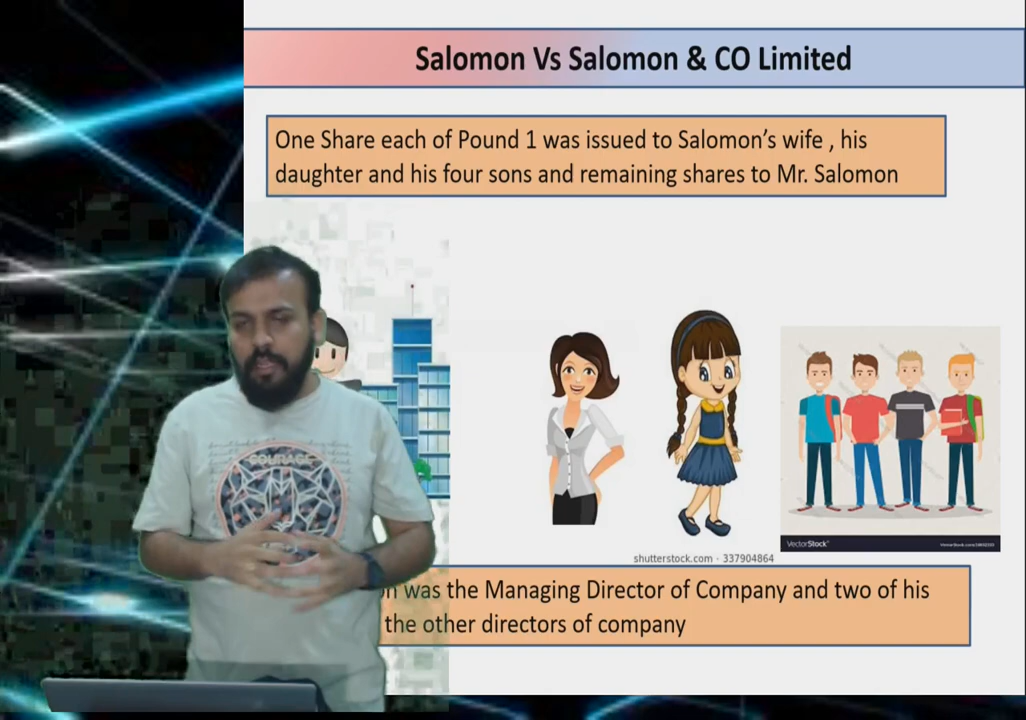 Salomon Vs Salomon & CO Limited
One Share each of Pound 1 was issued to Salomon's wife , his
daughter and his four sons and remaining shares to Mr. Salomon
COURAGE
VectorStock
shutterstock.com · 337904864
was the Managing Director of Company and two of his
the other directors of company